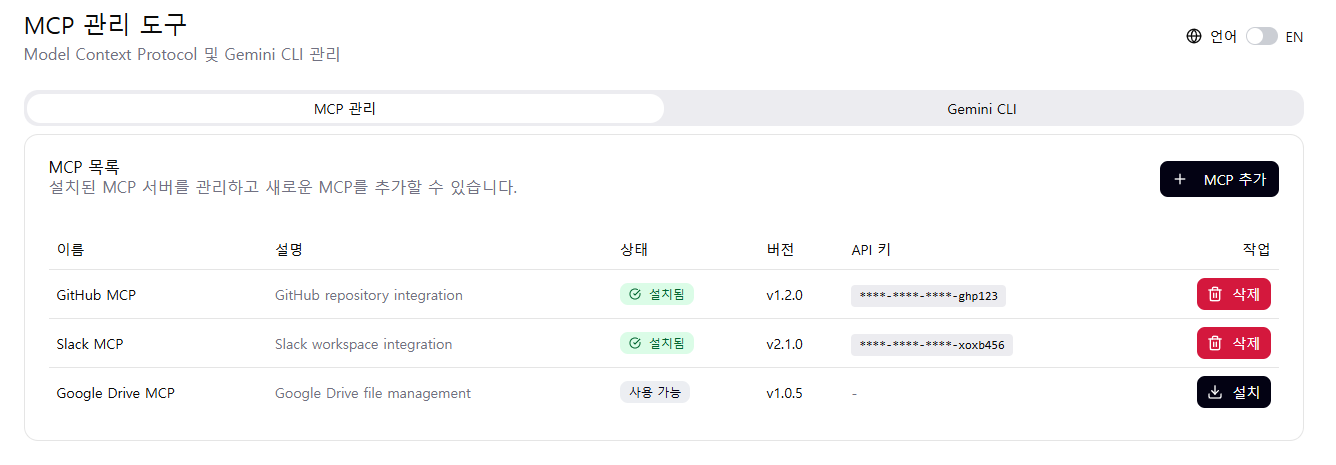 MCP 관리 도구
Model Context Protocol 및 Gemini CLI 관리
언어 EN
MCP 관리 Gemini CLI
MCP 목록
설치된 MCP 서버를 관리하고 새로운 MCP를 추가할 수 있습니다.
MCP 추가
이름 설명 상태 버전 API 키 작업
GitHub MCP GitHub repository integration 설치됨 v1.2.0 ****-****-****-ghp123 삭제
Slack MCP Slack workspace integration 설치됨 v2.1.0 ****-****-****-xoxb456 삭제
Google Drive MCP Google Drive file management 사용 가능 v1.0.5 - 설치